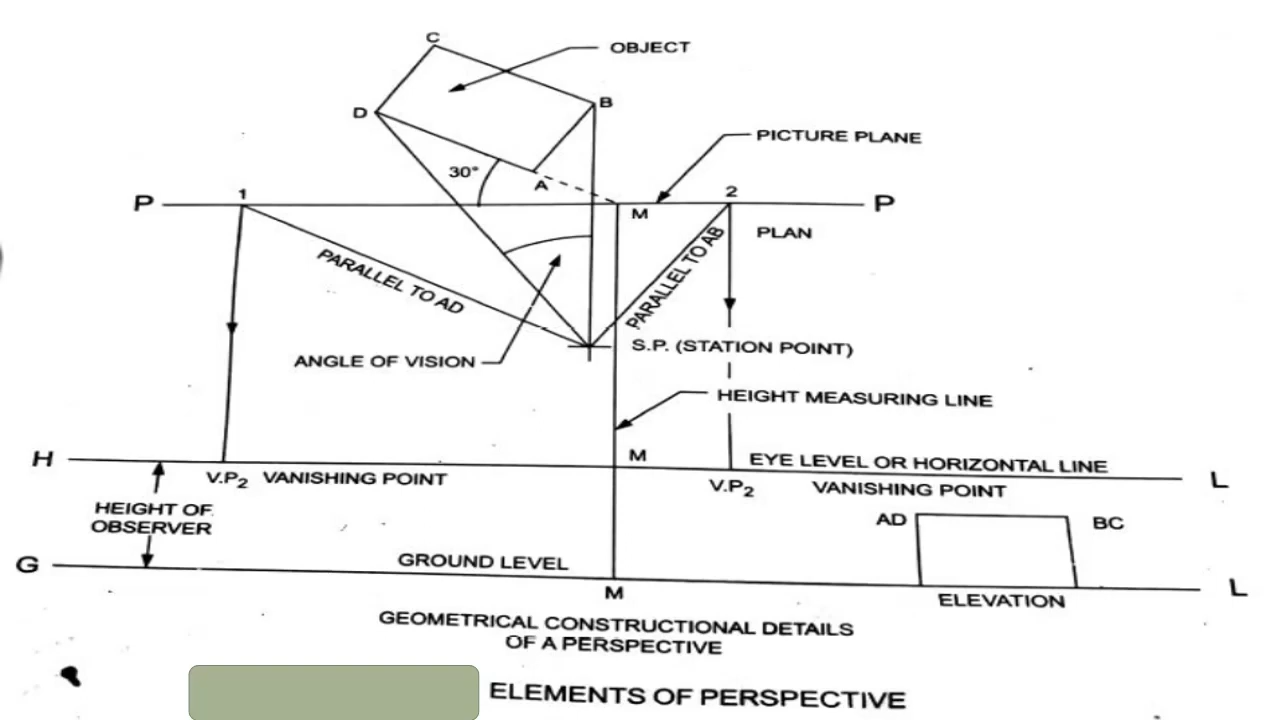 C
OBJECT
D
B
PICTURE PLANE
30°
A
P
1
M
2
P
PLAN
PARALLEL TO AD
PARALLEL TO AB
S.P. (STATION POINT)
ANGLE OF VISION
HEIGHT MEASURING LINE
H
M
EYE LEVEL OR HORIZONTAL LINE
L
V.P2 VANISHING POINT
V.P2 VANISHING POINT
HEIGHT OF
OBSERVER
AD
BC
G
GROUND LEVEL
L
M
ELEVATION
GEOMETRICAL CONSTRUCTIONAL DETAILS
OF A PERSPECTIVE
ELEMENTS OF PERSPECTIVE